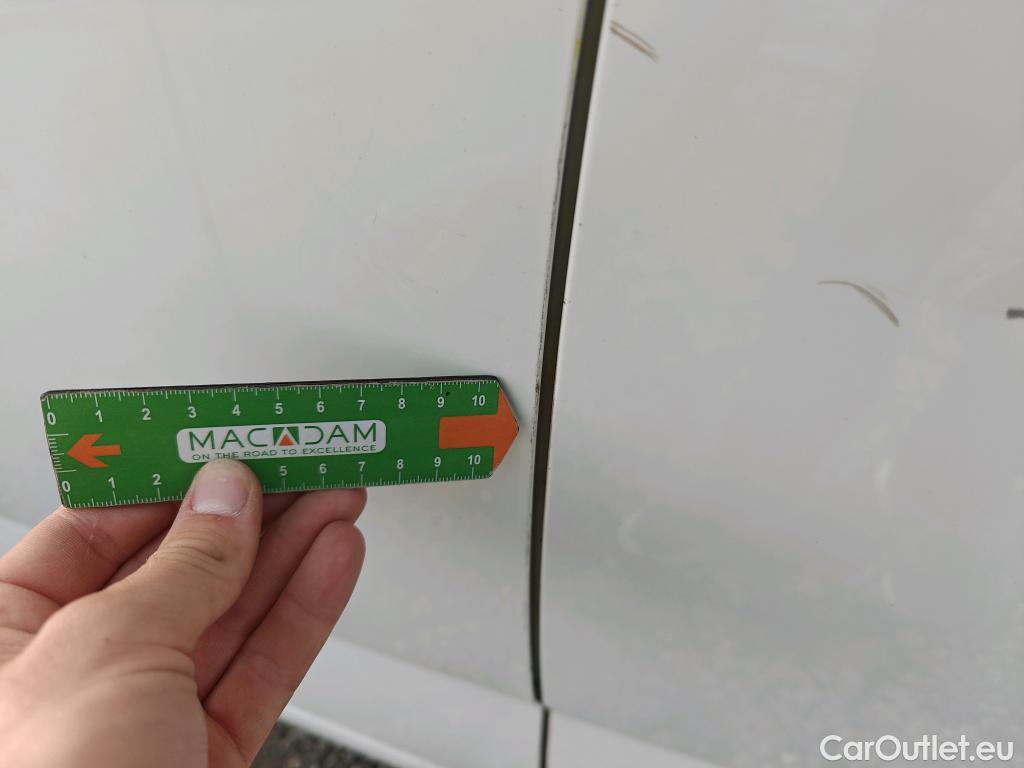 0 1 2 3 4 5 6 7 8 9 10
MACADAM
ON THE ROAD TO EXCELLENCE
0 1 2 5 6 7 8 9 10
CarOutlet.eu